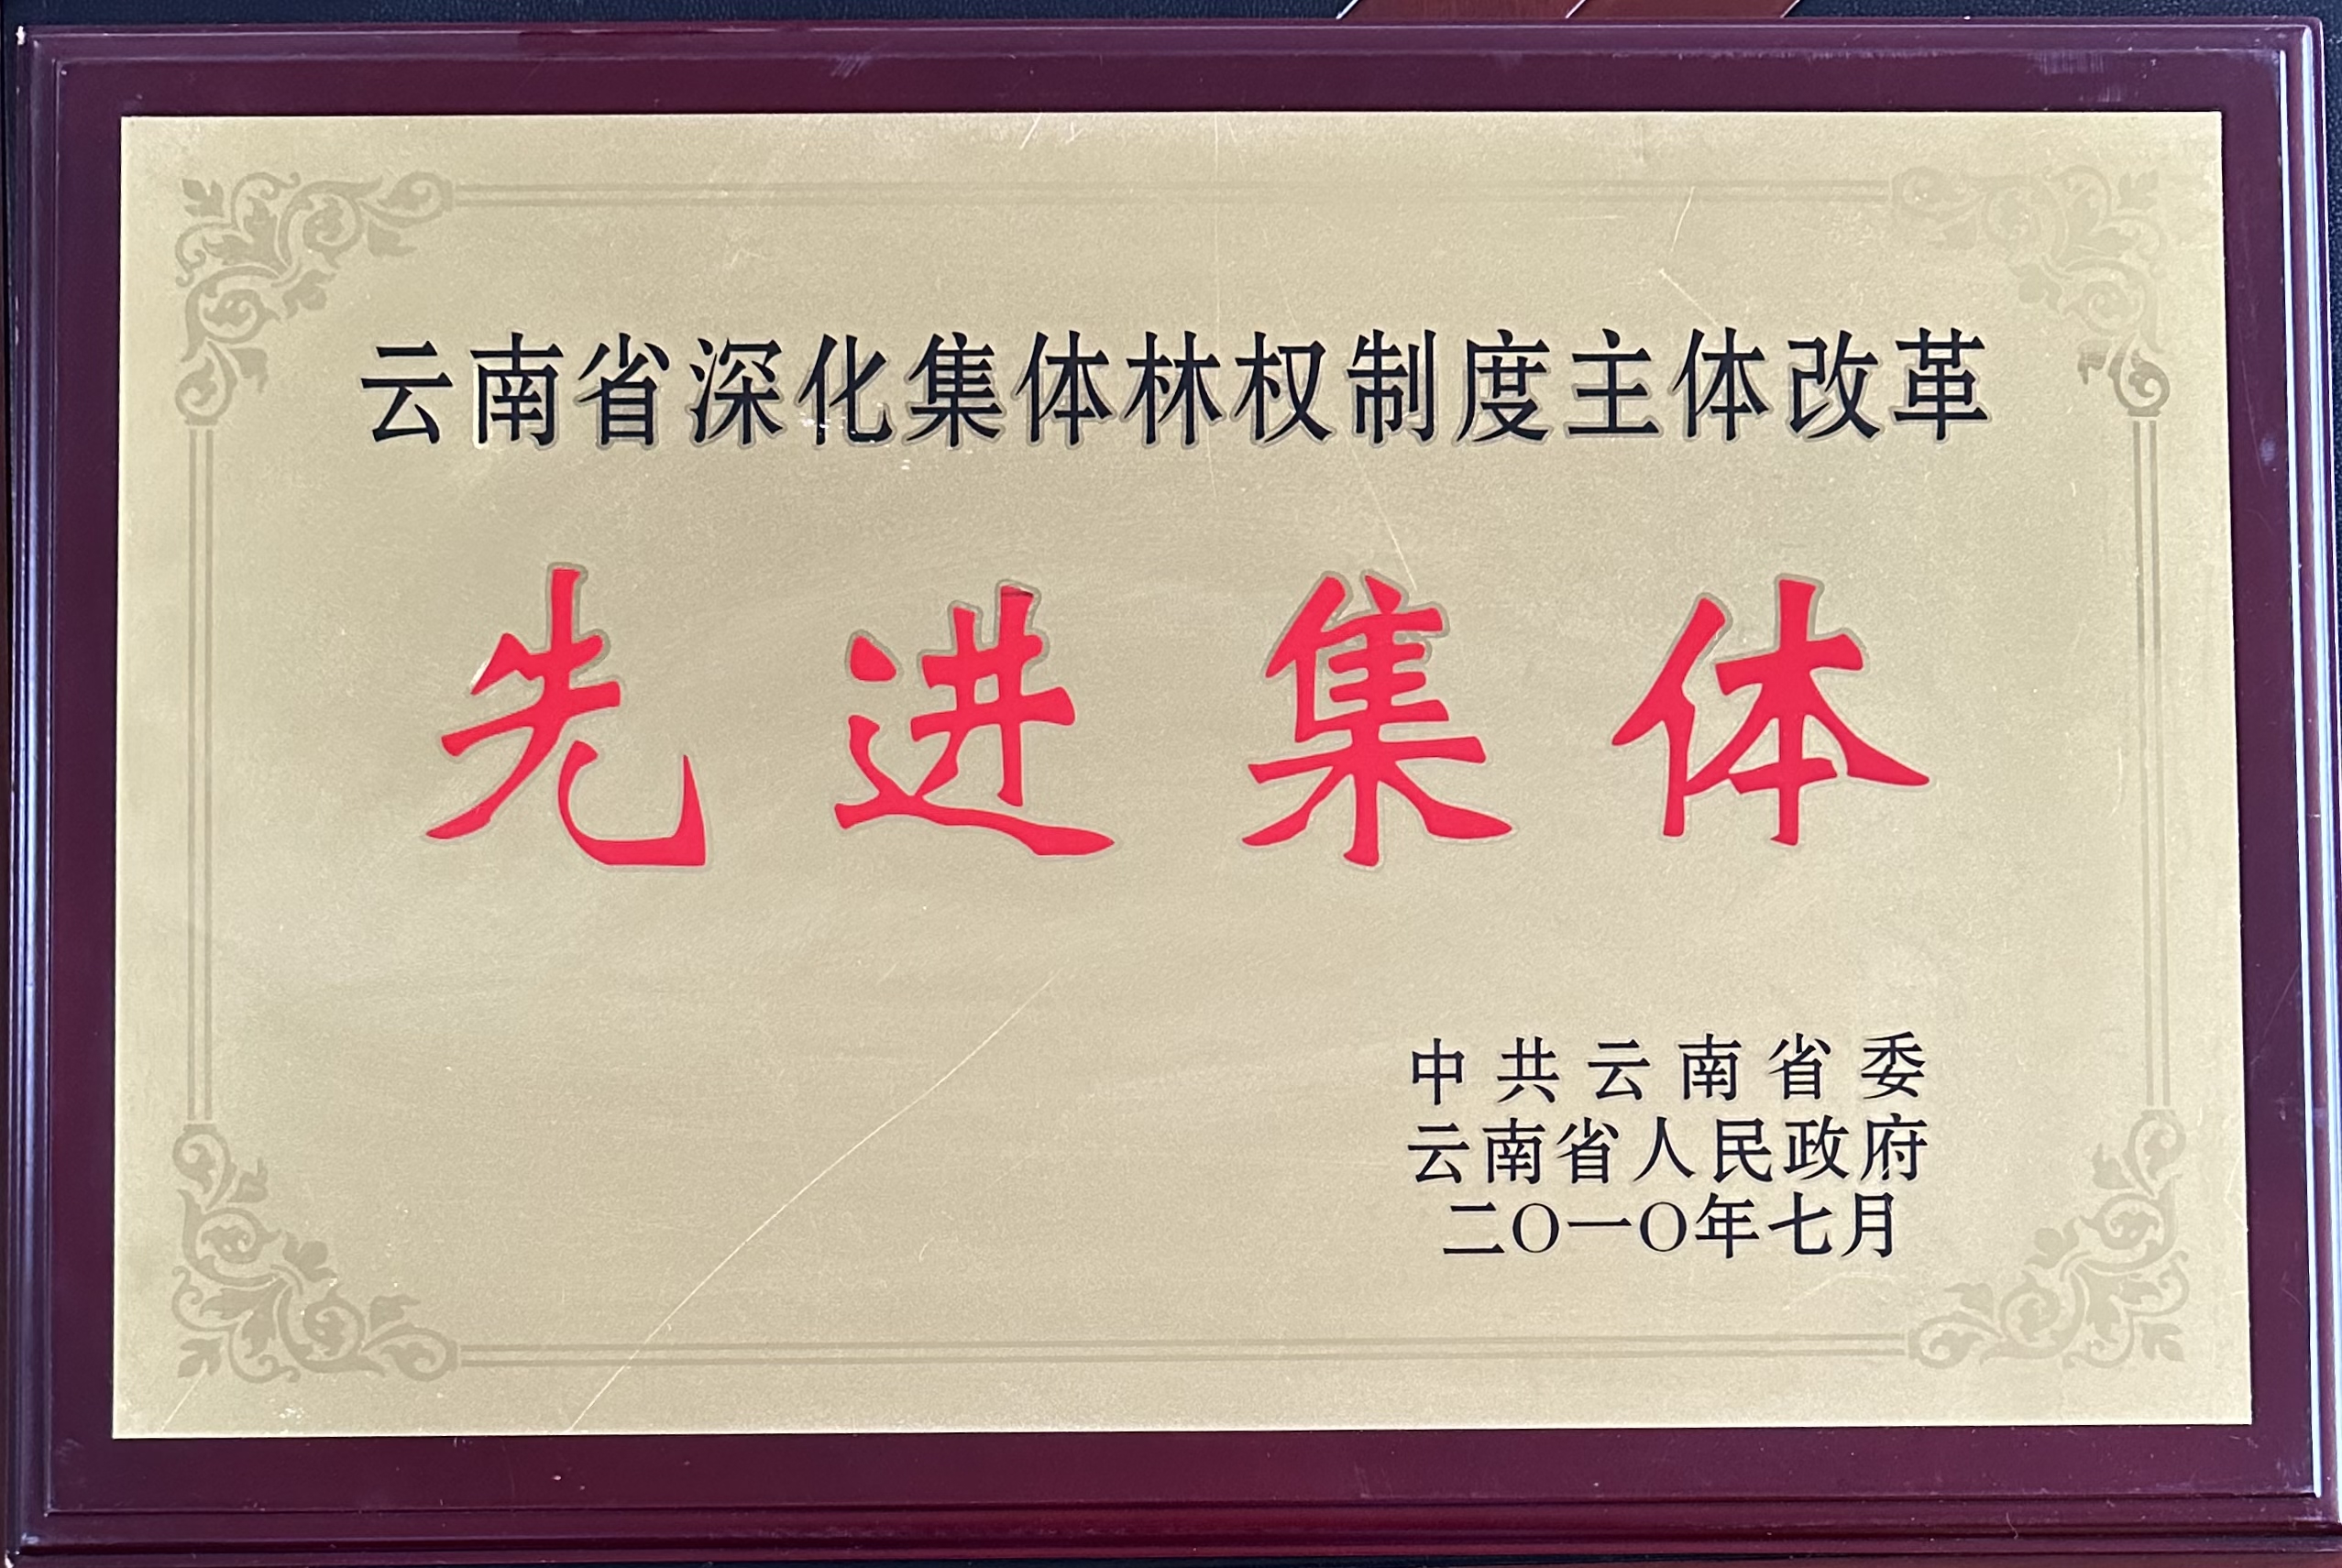 云南省深化集体林权制度主体改革
先进集体
中共云南省委
云南省人民政府
二〇一〇年七月